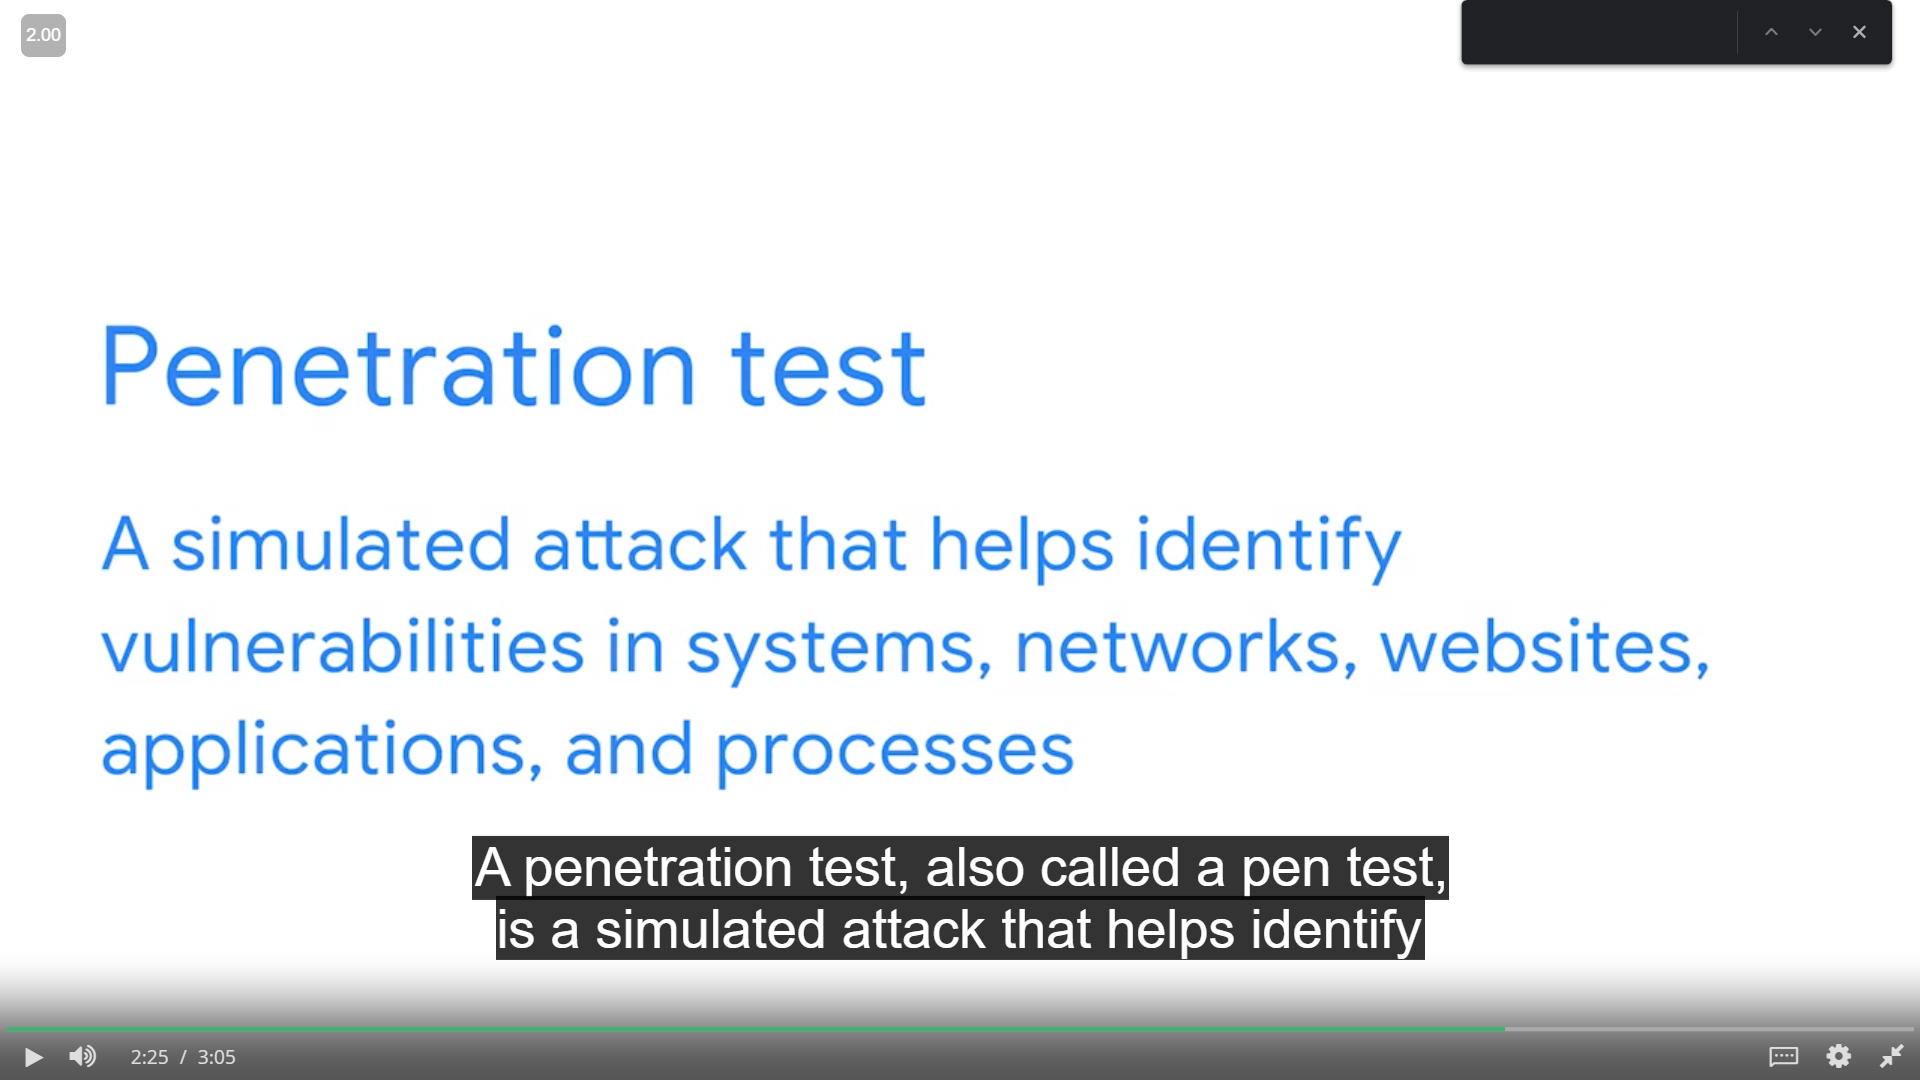 2.00
Penetration test
A simulated attack that helps identify
vulnerabilities in systems, networks, websites,
applications, and processes
A penetration test, also called a pen test,
is a simulated attack that helps identify
2:25 / 3:05